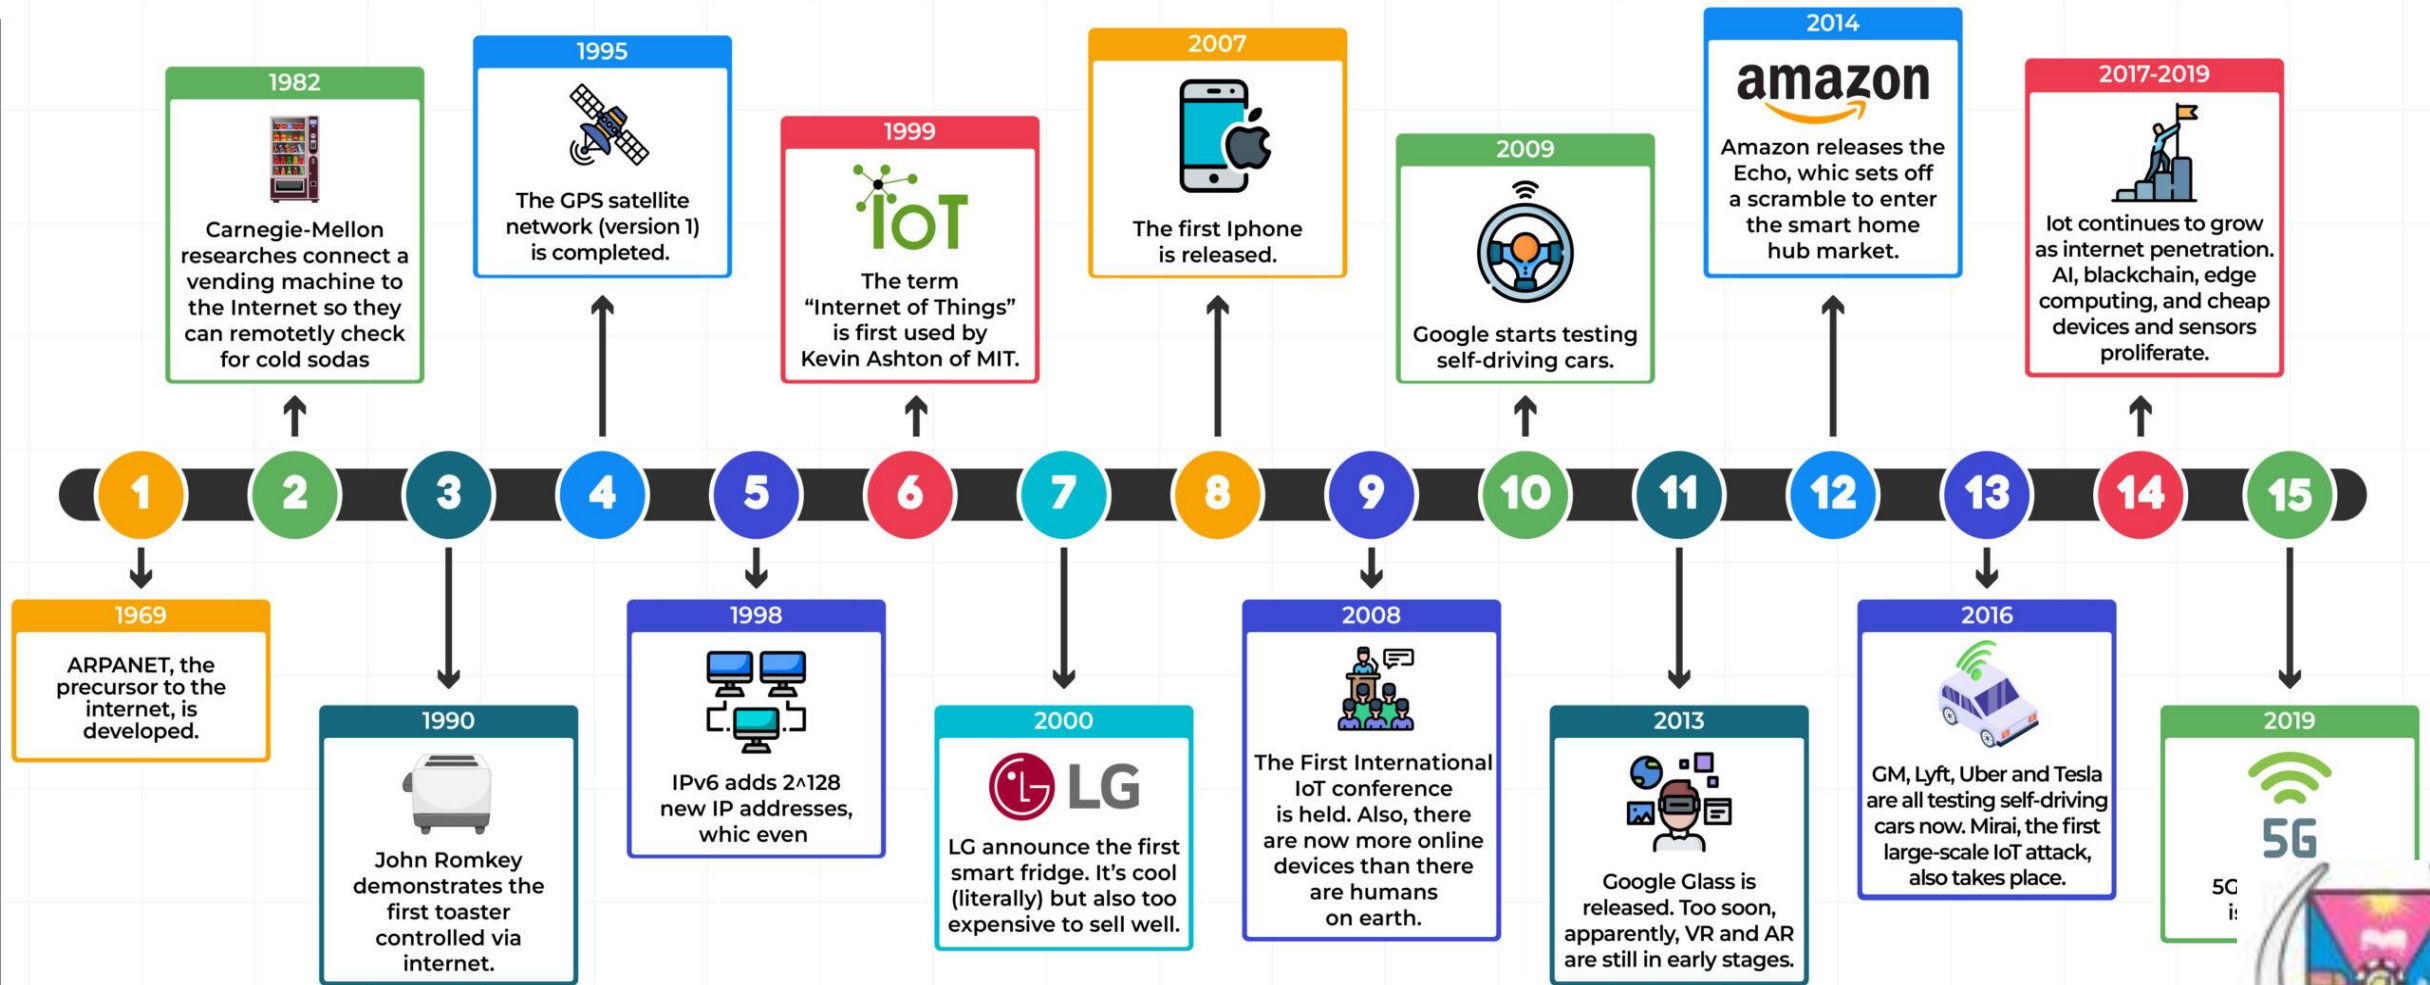 1969
ARPANET, the
precursor to the
internet, is
developed.
1982
Carnegie-Mellon
researches connect a
vending machine to
the Internet so they
can remotetly check
for cold sodas
1990
John Romkey
demonstrates the
first toaster
controlled via
internet.
1995
The GPS satellite
network (version 1)
is completed.
1998
IPv6 adds 2^128
new IP addresses,
whic even
1999
IoT
The term
“Internet of Things”
is first used by
Kevin Ashton of MIT.
2000
LG
LG announce the first
smart fridge. It’s cool
(literally) but also too
expensive to sell well.
2007
The first Iphone
is released.
2008
The First International
IoT conference
is held. Also, there
are now more online
devices than there
are humans
on earth.
2009
Google starts testing
self-driving cars.
2013
Google Glass is
released. Too soon,
apparently, VR and AR
are still in early stages.
2014
amazon
Amazon releases the
Echo, whic sets off
a scramble to enter
the smart home
hub market.
2016
GM, Lyft, Uber and Tesla
are all testing self-driving
cars now. Mirai, the first
large-scale IoT attack,
also takes place.
2017-2019
Iot continues to grow
as internet penetration.
AI, blackchain, edge
computing, and cheap
devices and sensors
proliferate.
2019
5G
1 2 3 4 5 6 7 8 9 10 11 12 13 14 15